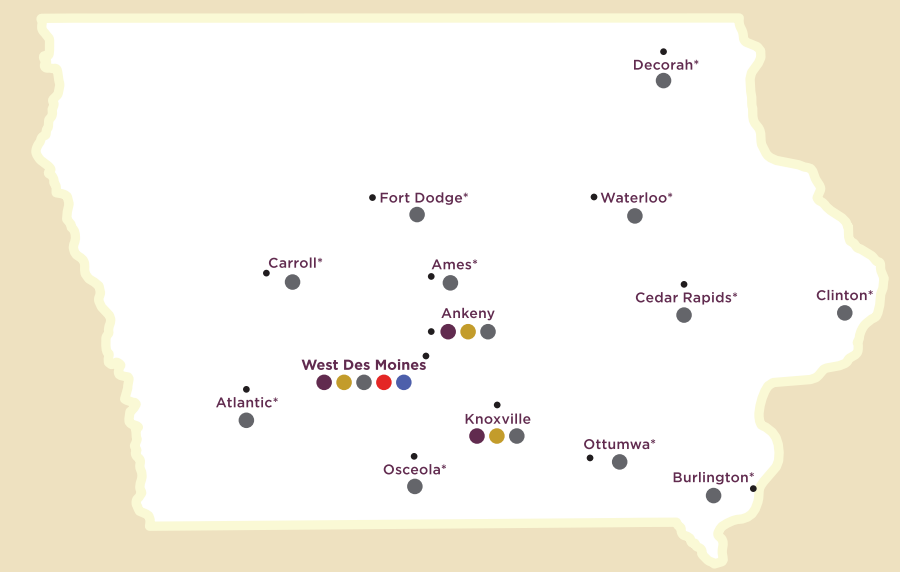 Decorah*
Fort Dodge*
Waterloo*
Carroll*
Ames*
Cedar Rapids*
Clinton*
Ankeny
West Des Moines
Atlantic*
Knoxville
Ottumwa*
Osceola*
Burlington*